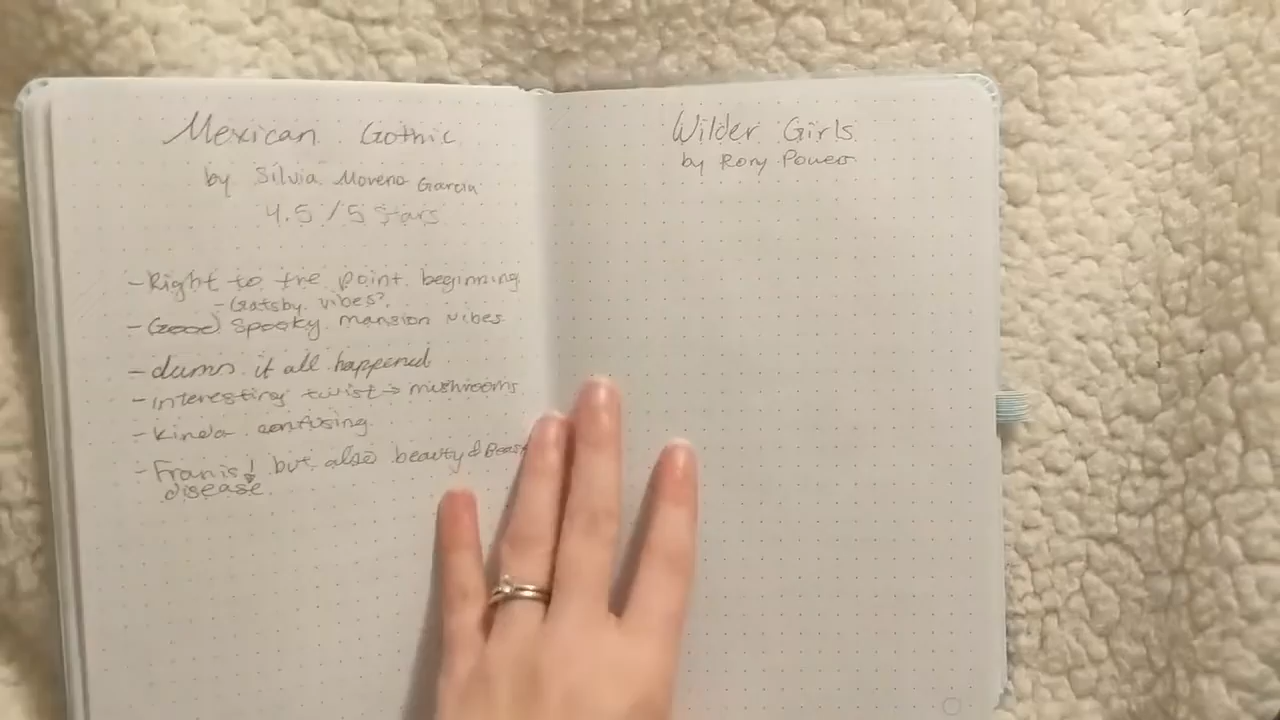 Mexican Gothic
by Silvia Moreno Garcia
4.5 / 5 Stars
- Right to the point beginning
- Gatsby vibes?
- Good Spooky mansion vibes
- damn it all happened
- Interesting twist → mushrooms
- Kinda confusing
- Franis! but also beauty & Beast
disease
Wilder Girls
by Rory Power